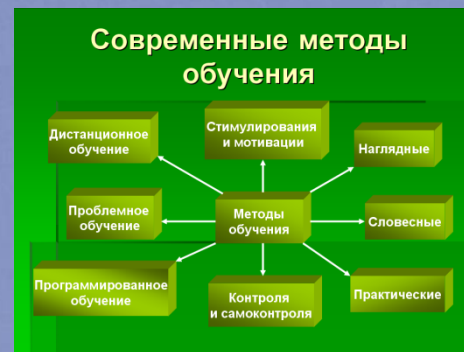 Современные методы
обучения
Дистанционное
обучение
Стимулирования
и мотивации
Наглядные
Проблемное
обучение
Методы
обучения
Словесные
Программированное
обучение
Контроля
и самоконтроля
Практические